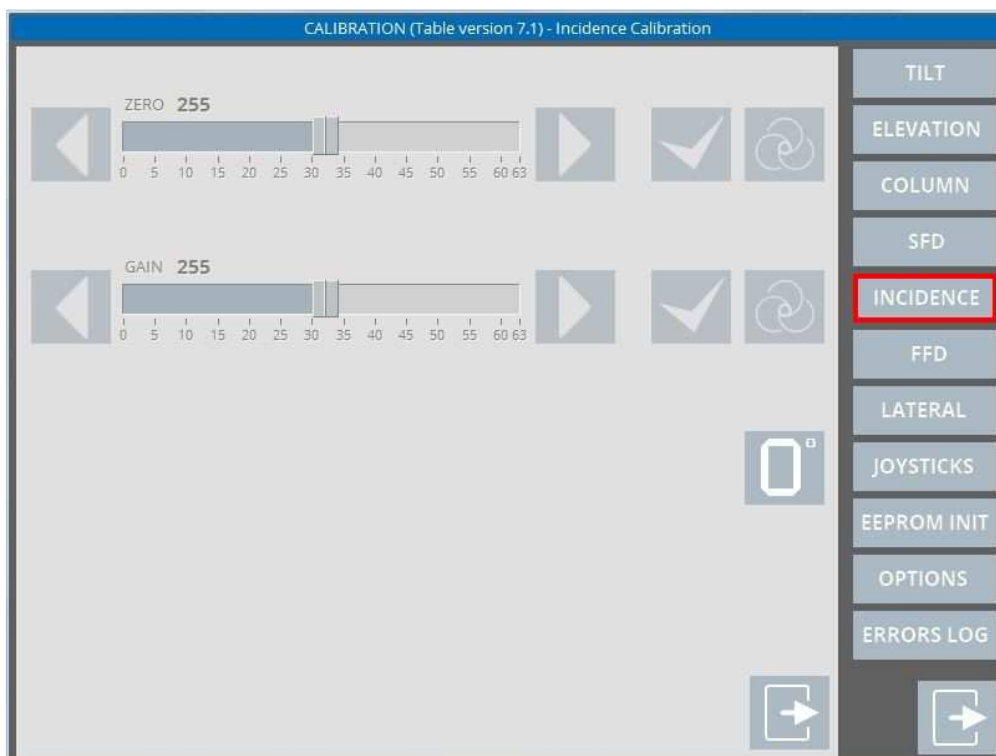 CALIBRATION (Table version 7.1) - Incidence Calibration
ZERO 255
0 5 10 15 20 25 30 35 40 45 50 55 60 63
GAIN 255
0 5 10 15 20 25 30 35 40 45 50 55 60 63
0°
TILT
ELEVATION
COLUMN
SFD
INCIDENCE
FFD
LATERAL
JOYSTICKS
EEPROM INIT
OPTIONS
ERRORS LOG